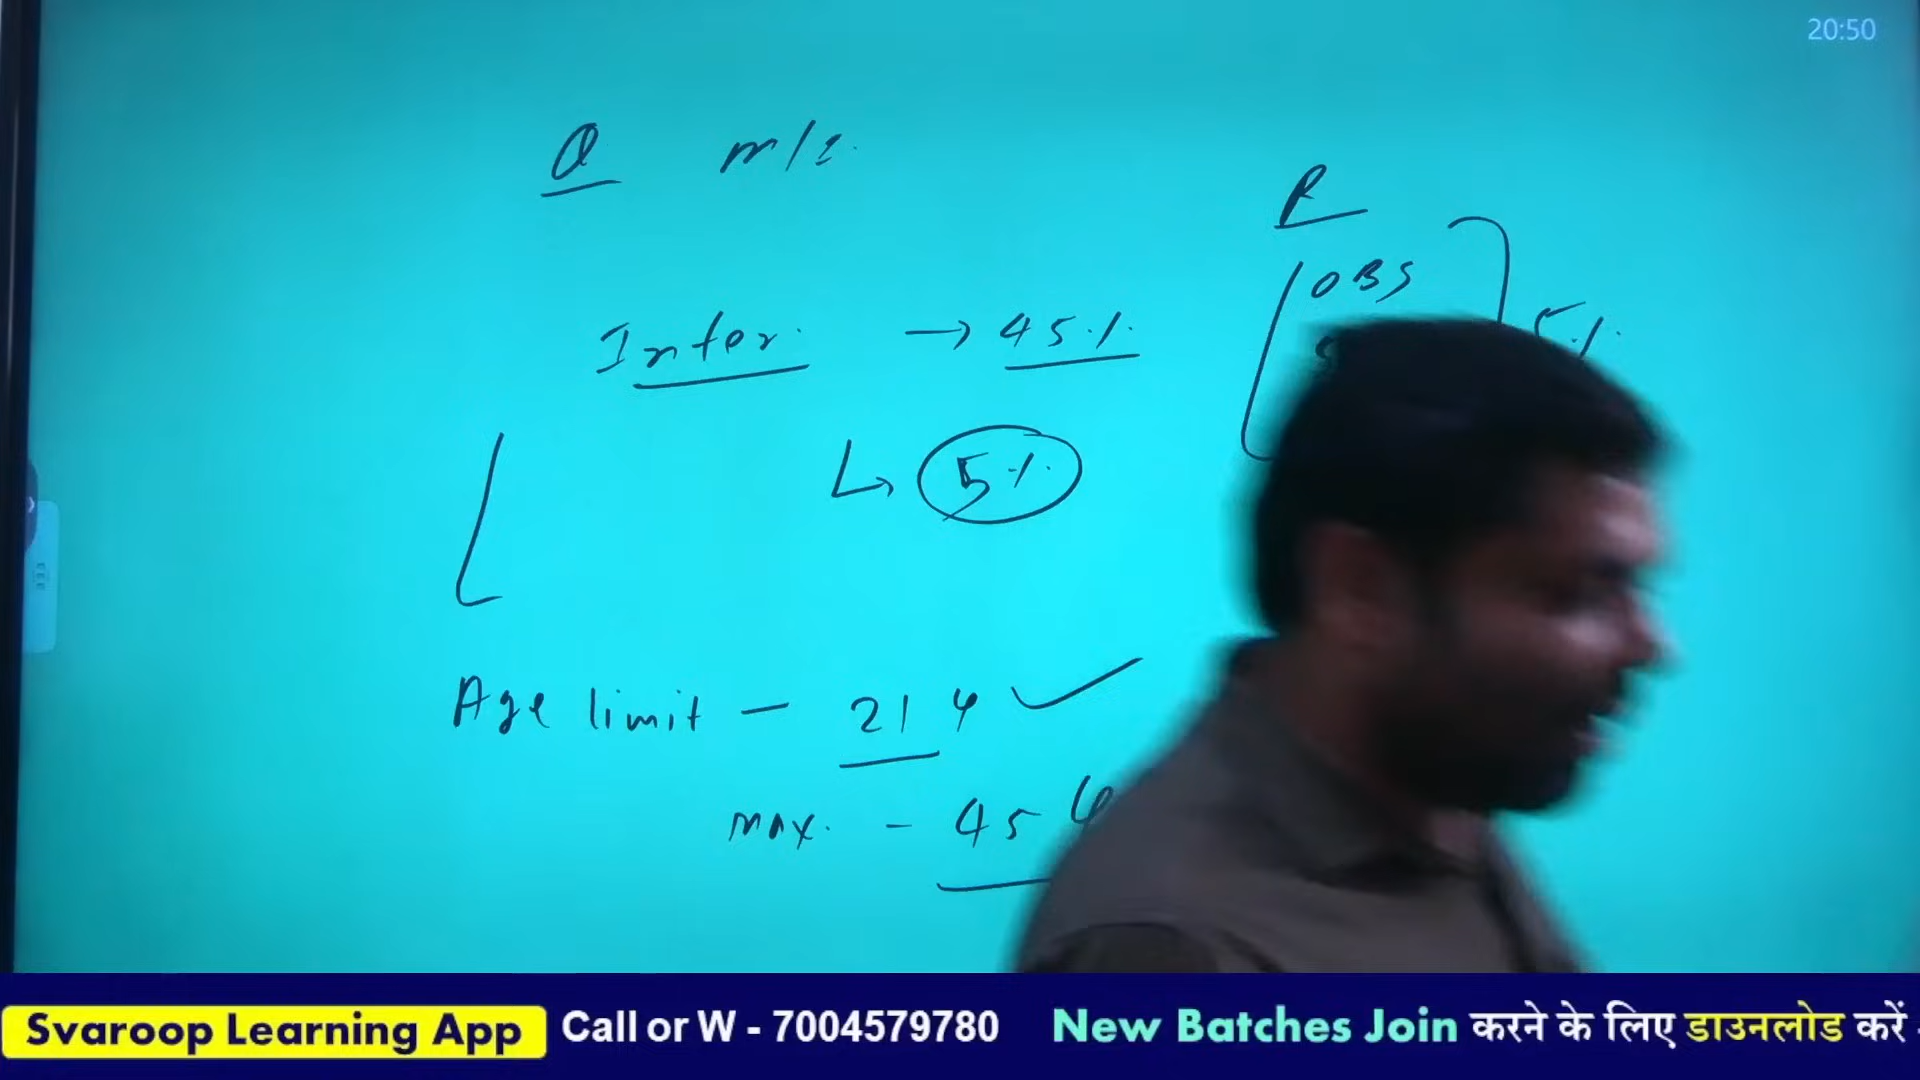 20:50
Q m/s.
P
OBS
5%.
Inter. → 45%.
↳ 5%.
Age limit - 21 y ✓
max. - 45 y
Svaroop Learning App Call or W - 7004579780 New Batches Join करने के लिए डाउनलोड करें